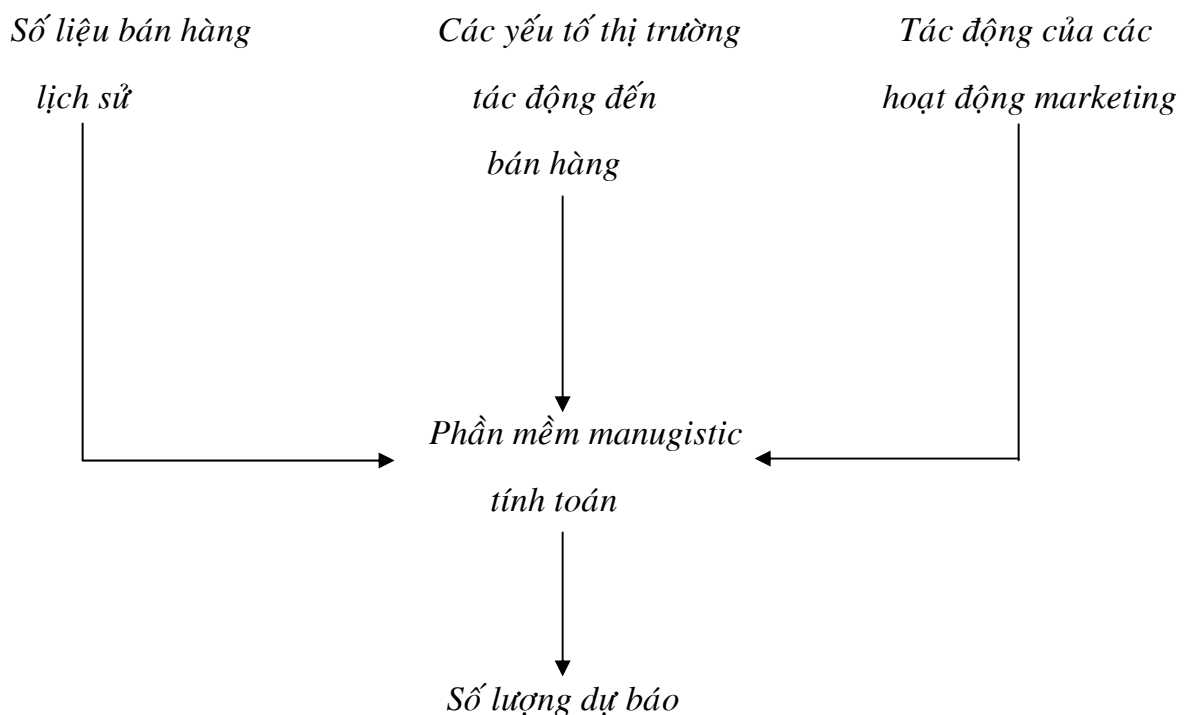 Số liệu bán hàng
lịch sử
Các yếu tố thị trường
tác động đến
bán hàng
Tác động của các
hoạt động marketing
Phần mềm manugistic
tính toán
Số lượng dự báo